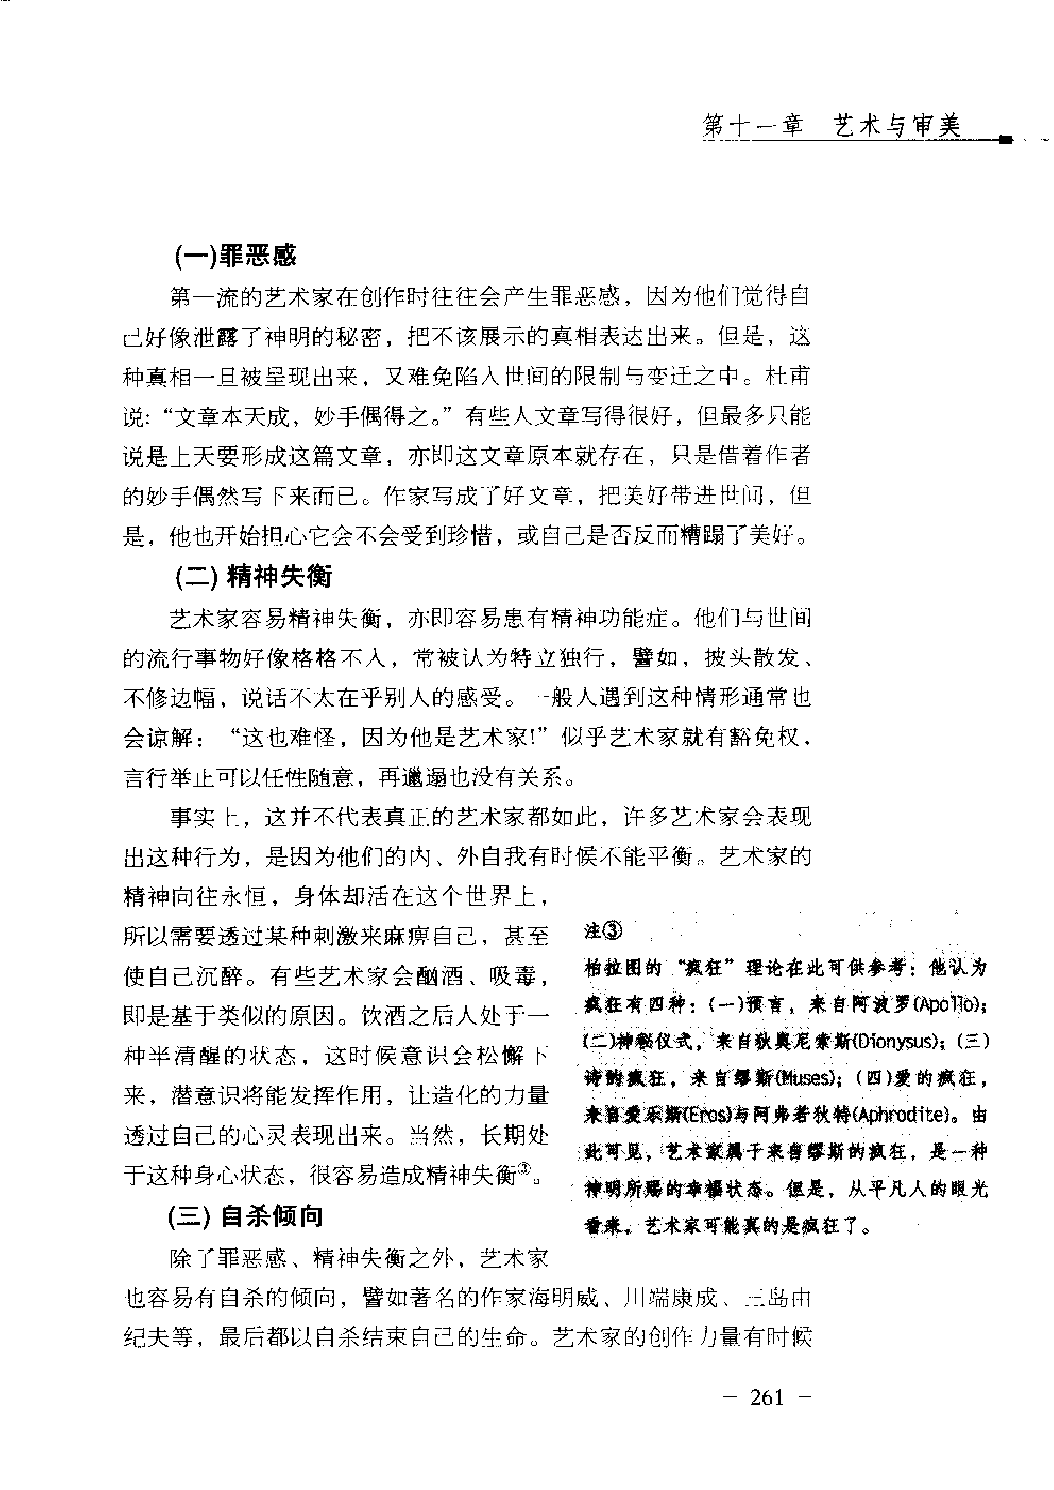 第十一章 艺术与审美
(一)罪恶感
第一流的艺术家在创作时往往会产生罪恶感，因为他们觉得自
己好像泄露了神明的秘密，把不该展示的真相表达出来。但是，这
种真相一旦被呈现出来，又难免陷入世间的限制与变迁之中。杜甫
说：“文章本天成，妙手偶得之。”有些人文章写得很好，但最多只能
说是上天要形成这篇文章，亦即这文章原本就存在，只是借着作者
的妙手偶然写下来而已。作家写成了好文章，把美好带进世间，但
是，他也开始担心它会不会受到珍惜，或自己是否反而糟蹋了美好。
(二) 精神失衡
艺术家容易精神失衡，亦即容易患有精神功能症。他们与世间
的流行事物好像格格不入，常被认为特立独行，譬如，披头散发、
不修边幅，说话不太在乎别人的感受。一般人遇到这种情形通常也
会谅解：“这也难怪，因为他是艺术家!”似乎艺术家就有豁免权，
言行举止可以任性随意，再邋遢也没有关系。
事实上，这并不代表真正的艺术家都如此，许多艺术家会表现
出这种行为，是因为他们的内、外自我有时候不能平衡。艺术家的
精神向往永恒，身体却活在这个世界上，
所以需要透过某种刺激来麻痹自己，甚至
使自己沉醉。有些艺术家会酗酒、吸毒，
即是基于类似的原因。饮酒之后人处于一
种半清醒的状态，这时候意识会松懈下
来，潜意识将能发挥作用，让造化的力量
透过自己的心灵表现出来。当然，长期处
于这种身心状态，很容易造成精神失衡③。
(三) 自杀倾向
除了罪恶感、精神失衡之外，艺术家
也容易有自杀的倾向，譬如著名的作家海明威、川端康成、三岛由
纪夫等，最后都以自杀结束自己的生命。艺术家的创作力量有时候
注③
柏拉图的“疯狂”理论在此可供参考：他认为
疯狂有四种：(一)预言，来自阿波罗(Apollo)；
(二)神秘仪式，来自狄奥尼索斯(Dionysus)；(三)
诗的疯狂，来自缪斯(Muses)；(四)爱的疯狂，
来自爱乐斯(Eros)与阿弗若狄特(Aphrodite)。由
此可见，艺术家属于来自缪斯的疯狂，是一种
神明所赐的幸福状态。但是，从平凡人的眼光
看来，艺术家可能真的是疯狂了。
— 261 —